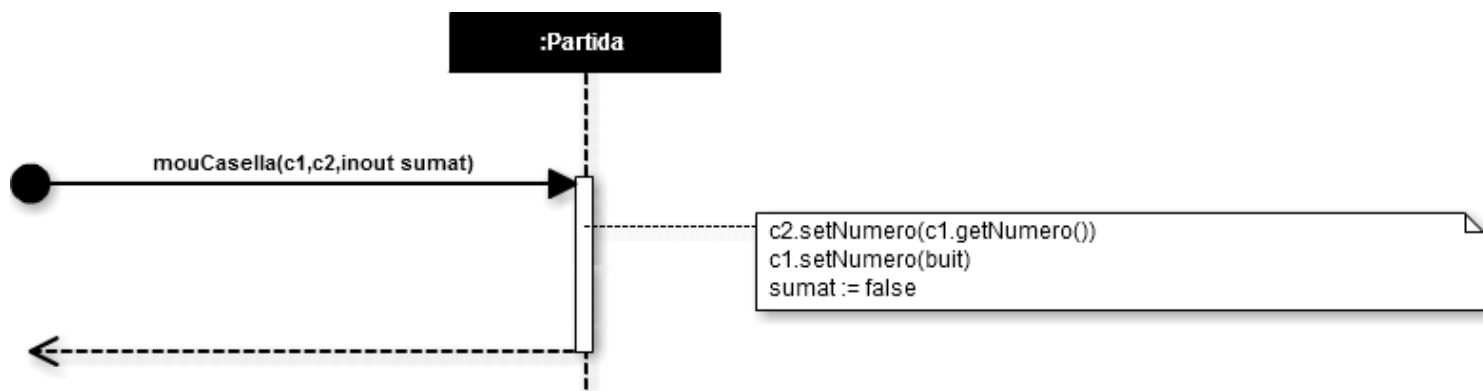 :Partida
mouCasella(c1,c2,inout sumat)
c2.setNumero(c1.getNumero())
c1.setNumero(buit)
sumat := false